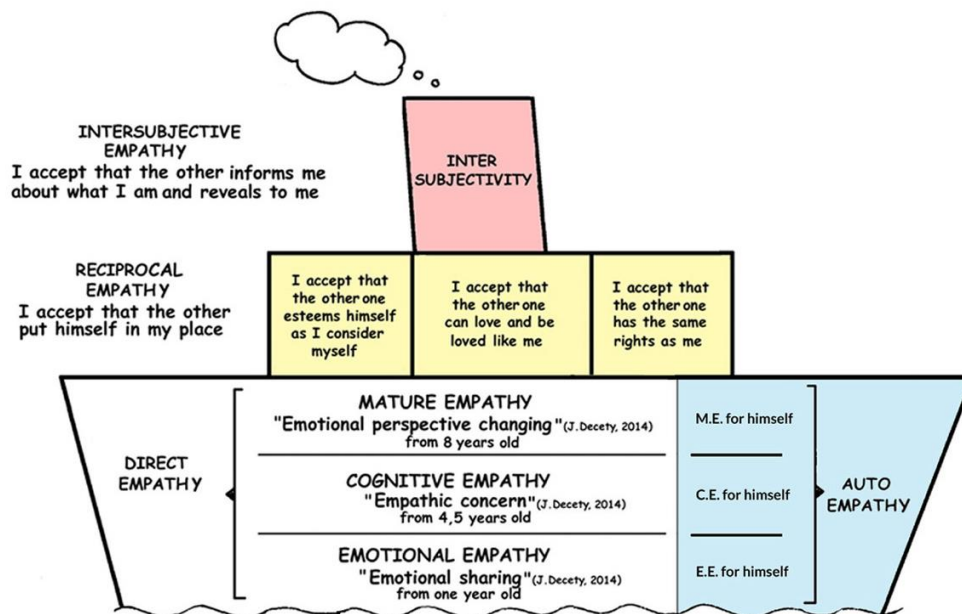 INTERSUBJECTIVE
EMPATHY
I accept that the other informs me
about what I am and reveals to me
INTER
SUBJECTIVITY
RECIPROCAL
EMPATHY
I accept that the other
put himself in my place
I accept that
the other one
esteems himself
as I consider
myself
I accept that
the other one
can love and be
loved like me
I accept that
the other one
has the same
rights as me
DIRECT
EMPATHY
MATURE EMPATHY
"Emotional perspective changing"(J.Decety, 2014)
from 8 years old
COGNITIVE EMPATHY
"Empathic concern"(J.Decety, 2014)
from 4,5 years old
EMOTIONAL EMPATHY
"Emotional sharing"(J.Decety, 2014)
from one year old
M.E. for himself
C.E. for himself
E.E. for himself
AUTO
EMPATHY